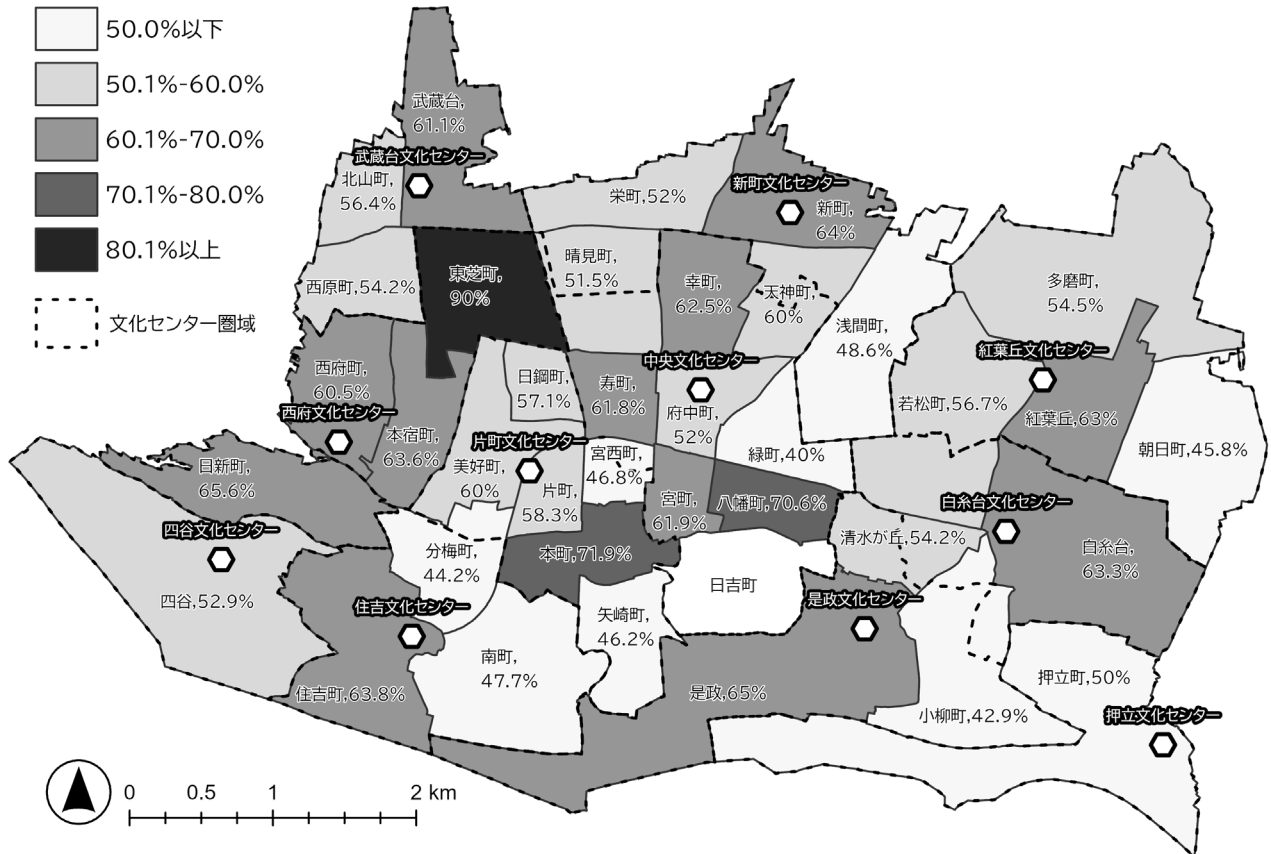 50.0%以下
50.1%-60.0%
60.1%-70.0%
70.1%-80.0%
80.1%以上
文化センター圏域
武蔵台,
61.1%
武蔵台文化センター
北山町,
56.4%
栄町,52%
新町文化センター
新町,
64%
西原町,54.2%
東芝町,
90%
晴見町,
51.5%
幸町,
62.5%
天神町,
60%
浅間町,
48.6%
多磨町,
54.5%
紅葉丘文化センター
若松町,56.7%
紅葉丘,63%
朝日町,45.8%
西府町,
60.5%
西府文化センター
本宿町,
63.6%
日鋼町,
57.1%
寿町,
61.8%
中央文化センター
府中町,
52%
片町文化センター
美好町,
60%
片町,
58.3%
宮西町,
46.8%
緑町,40%
宮町,
61.9%
八幡町,70.6%
日新町,
65.6%
四谷文化センター
四谷,52.9%
分梅町,
44.2%
本町,71.9%
日吉町
清水が丘,54.2%
白糸台文化センター
白糸台,
63.3%
住吉文化センター
住吉町,63.8%
南町,
47.7%
矢崎町,
46.2%
是政文化センター
是政,65%
小柳町,42.9%
押立町,50%
押立文化センター
0 0.5 1 2 km